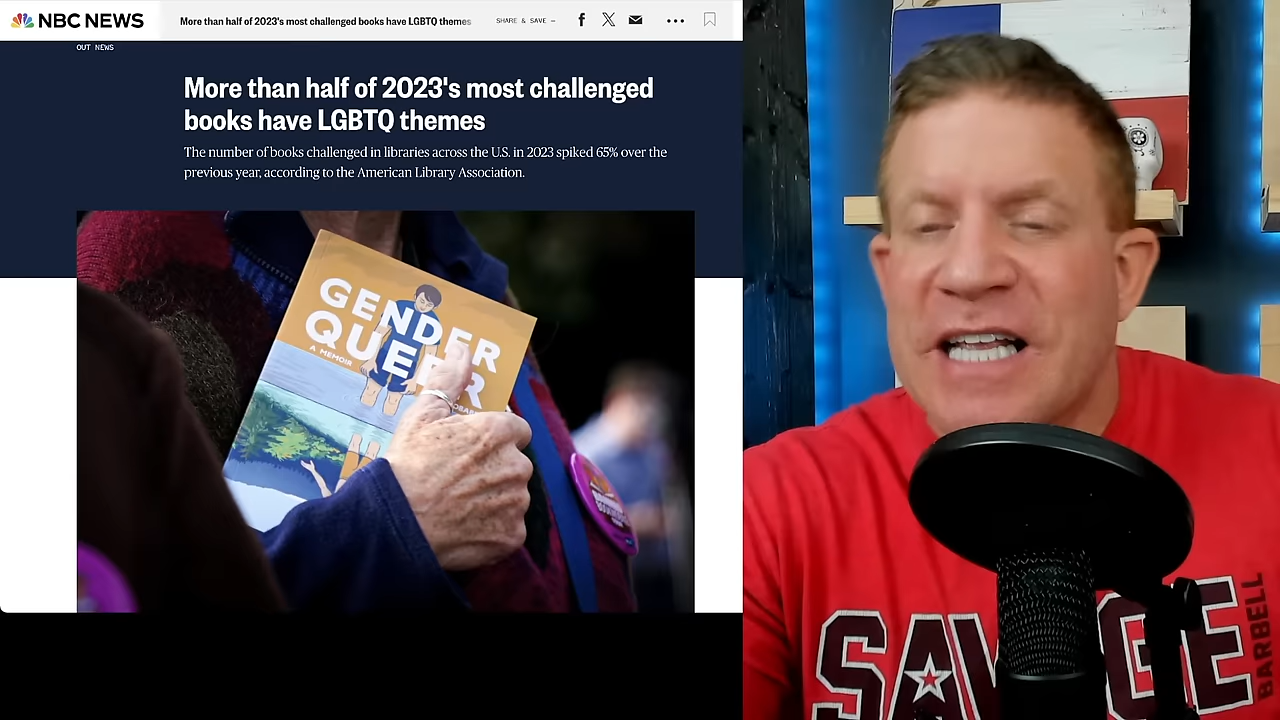 NBC NEWS
More than half of 2023's most challenged books have LGBTQ themes
SHARE & SAVE —
OUT NEWS
More than half of 2023's most challenged
books have LGBTQ themes
The number of books challenged in libraries across the U.S. in 2023 spiked 65% over the
previous year, according to the American Library Association.
GENDER
QUEER
A MEMOIR
SAVAGE
BARBELL